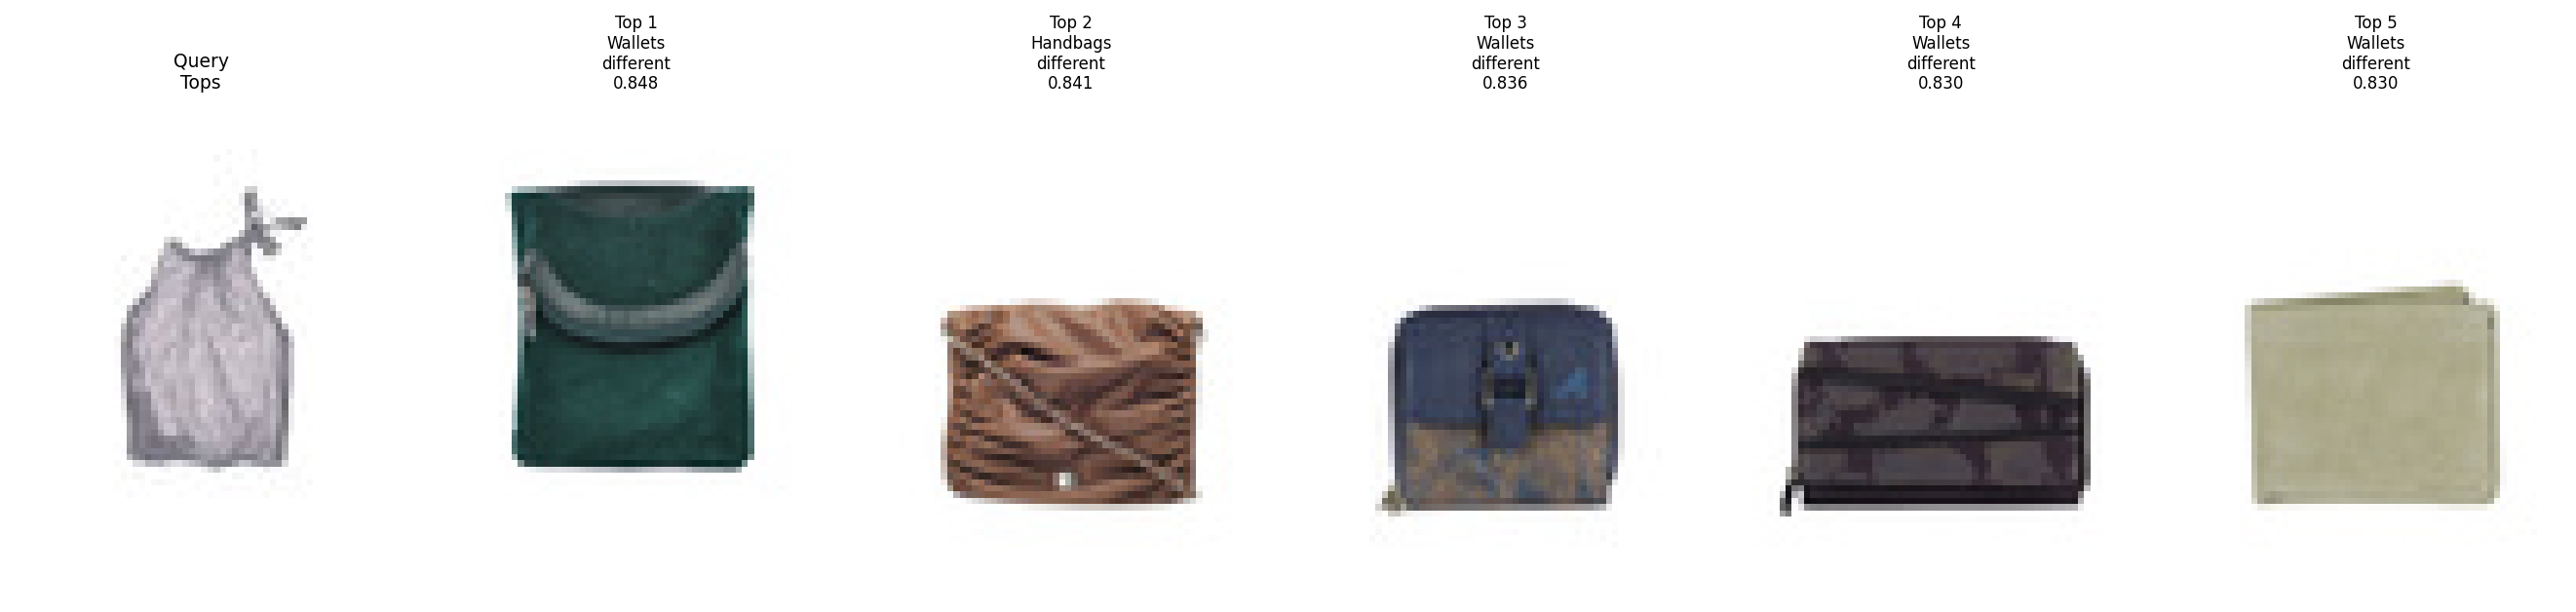 Query
Tops
Top 1
Wallets
different
0.848
Top 2
Handbags
different
0.841
Top 3
Wallets
different
0.836
Top 4
Wallets
different
0.830
Top 5
Wallets
different
0.830